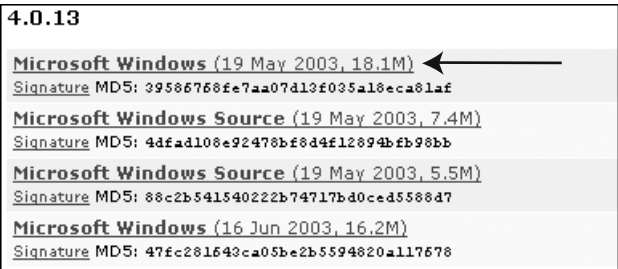 4.0.13
Microsoft Windows (19 May 2003, 18.1M)
Signature MD5: 39586768fe7aa07d13f035a18eca81af
Microsoft Windows Source (19 May 2003, 7.4M)
Signature MD5: 4dfad108e92478bf8d4f12894bfb98bb
Microsoft Windows Source (19 May 2003, 5.5M)
Signature MD5: 88c2b541540222b74717bd0ced5588d7
Microsoft Windows (16 Jun 2003, 16.2M)
Signature MD5: 47fc281643ca05be2b5594820a117678